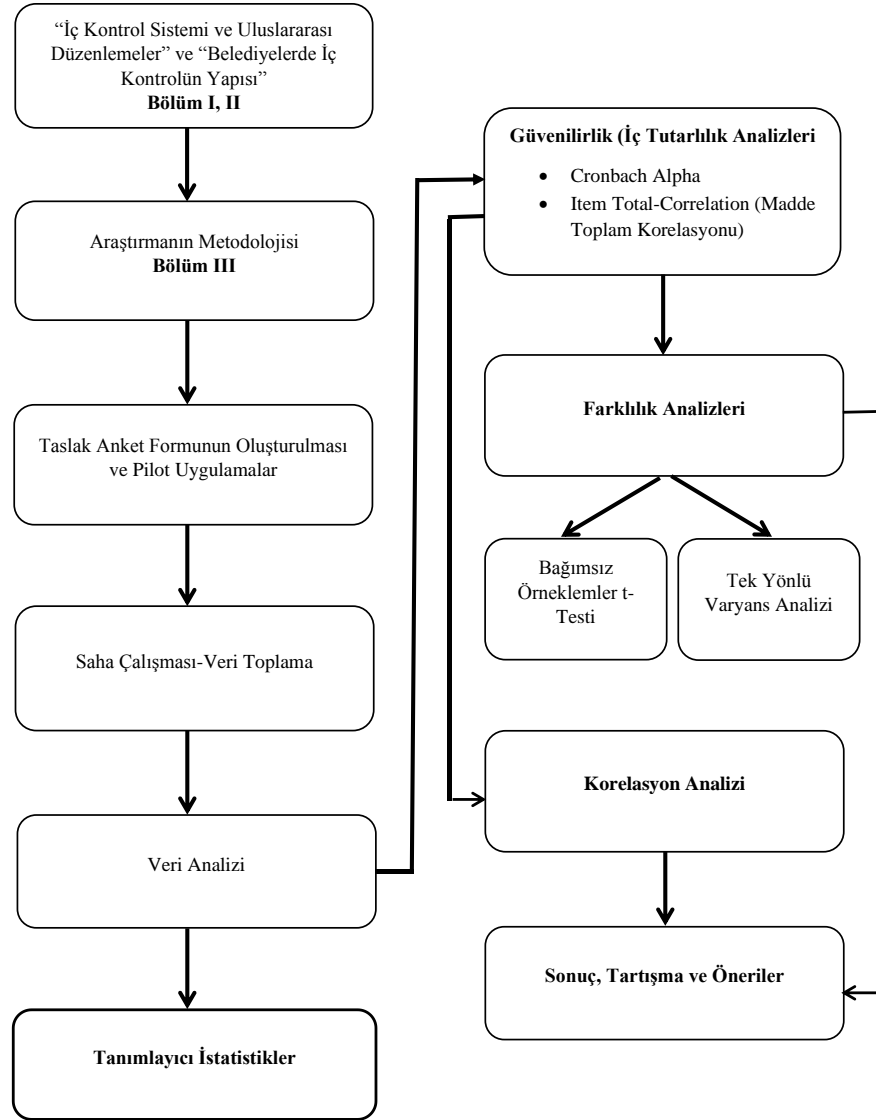 “İç Kontrol Sistemi ve Uluslararası
Düzenlemeler” ve “Belediyelerde İç
Kontrolün Yapısı”
Bölüm I, II
Araştırmanın Metodolojisi
Bölüm III
Taslak Anket Formunun Oluşturulması
ve Pilot Uygulamalar
Saha Çalışması-Veri Toplama
Veri Analizi
Tanımlayıcı İstatistikler
Güvenilirlik (İç Tutarlılık Analizleri
• Cronbach Alpha
• Item Total-Correlation (Madde
Toplam Korelasyonu)
Farklılık Analizleri
Bağımsız
Örneklemler t-
Testi
Tek Yönlü
Varyans Analizi
Korelasyon Analizi
Sonuç, Tartışma ve Öneriler